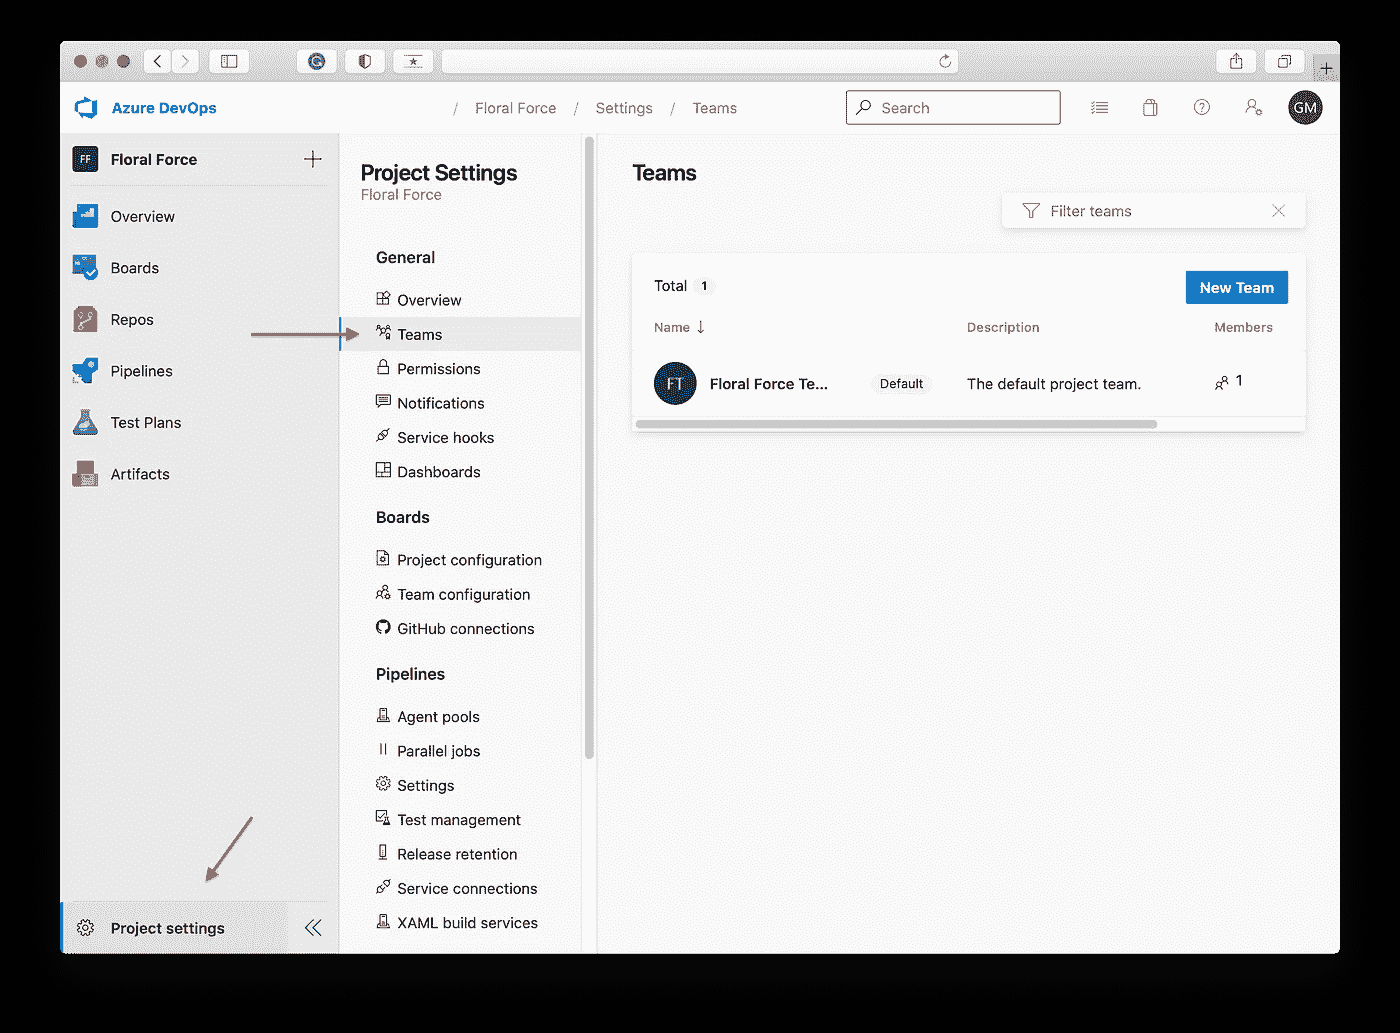 Azure DevOps
/ Floral Force / Settings / Teams
Search
GM
FF Floral Force
Overview
Boards
Repos
Pipelines
Test Plans
Artifacts
Project settings
Project Settings
Floral Force
General
Overview
Teams
Permissions
Notifications
Service hooks
Dashboards
Boards
Project configuration
Team configuration
GitHub connections
Pipelines
Agent pools
Parallel jobs
Settings
Test management
Release retention
Service connections
XAML build services
Teams
Filter teams
Total 1
New Team
Name Description Members
FT Floral Force Te... Default The default project team. 1